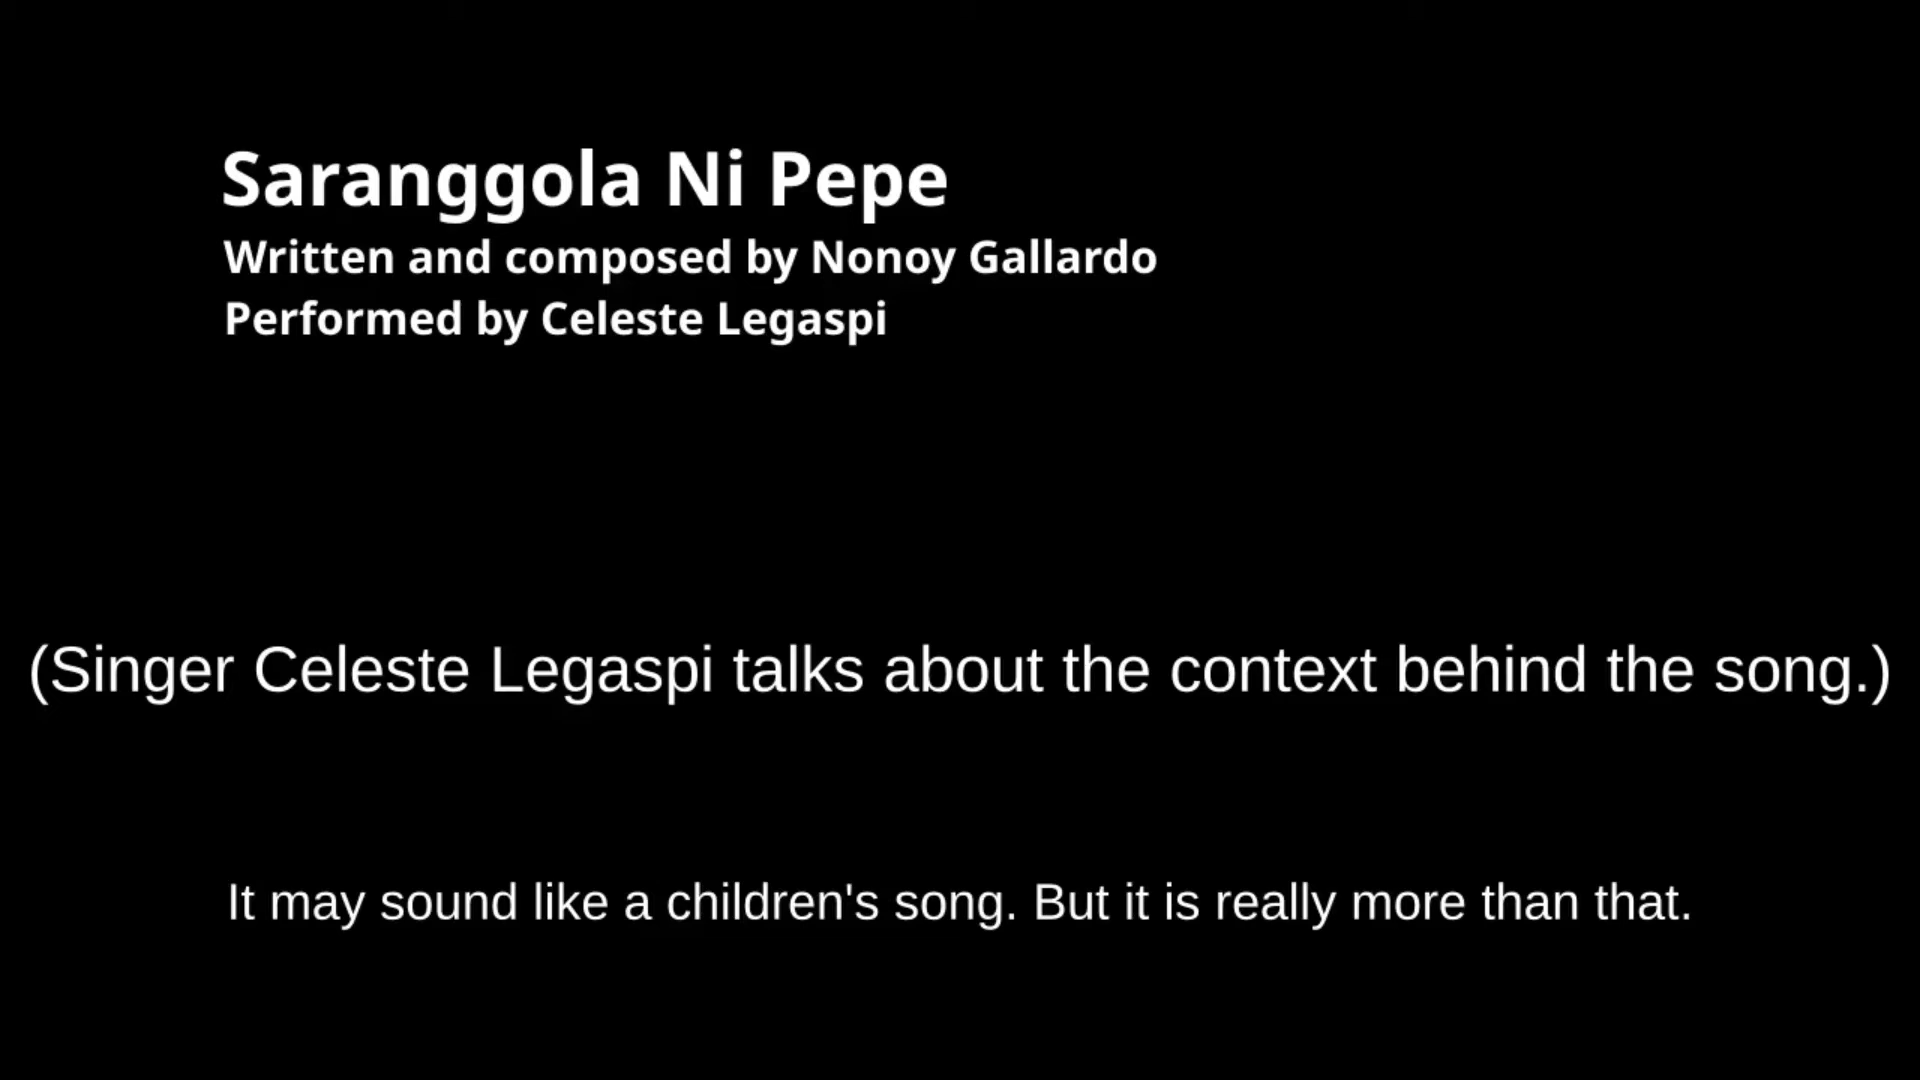 Saranggola Ni Pepe
Written and composed by Nonoy Gallardo
Performed by Celeste Legaspi
(Singer Celeste Legaspi talks about the context behind the song.)
It may sound like a children's song. But it is really more than that.